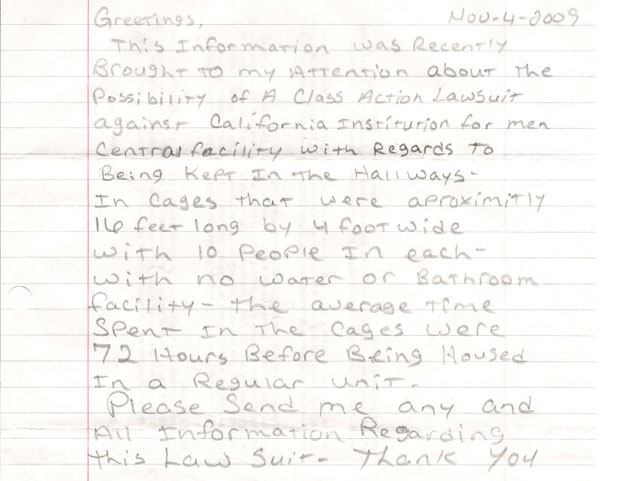 Greetings, Nov-4-2009
This Information was Recently
Brought to my Attention about the
Possibility of A Class Action Lawsuit
against California Institution for men
Central facility with Regards to
Being Kept In the Hallways-
In Cages that were aproximitly
16 feet long by 4 foot wide
with 10 People In each-
with no water or Bathroom
facility- the average Time
Spent In The Cages were
72 Hours Before Being Housed
In a Regular unit.
Please Send me any and
All Information Regarding
this Law Suit- Thank You